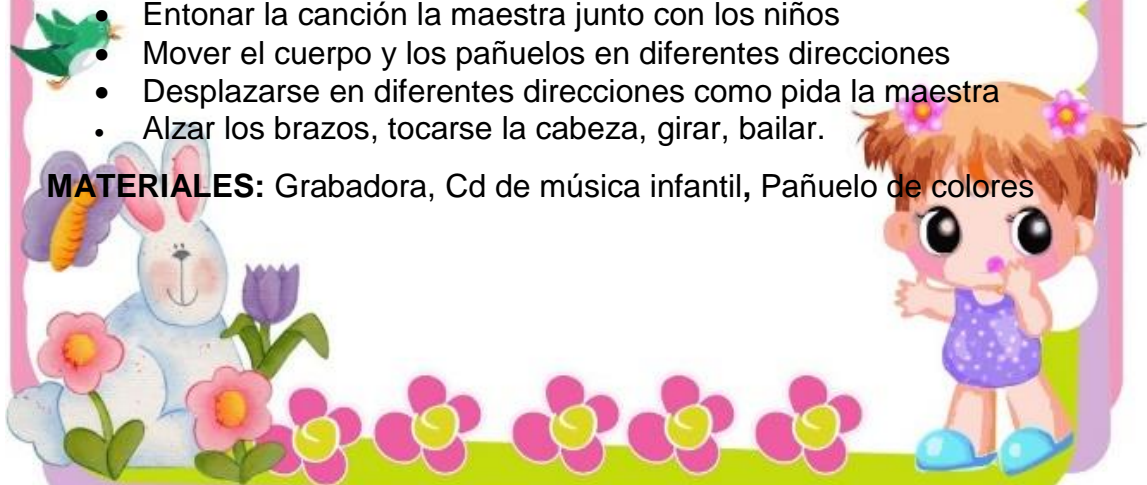 • Entonar la canción la maestra junto con los niños
• Mover el cuerpo y los pañuelos en diferentes direcciones
• Desplazarse en diferentes direcciones como pida la maestra
• Alzar los brazos, tocarse la cabeza, girar, bailar.
MATERIALES: Grabadora, Cd de música infantil, Pañuelo de colores